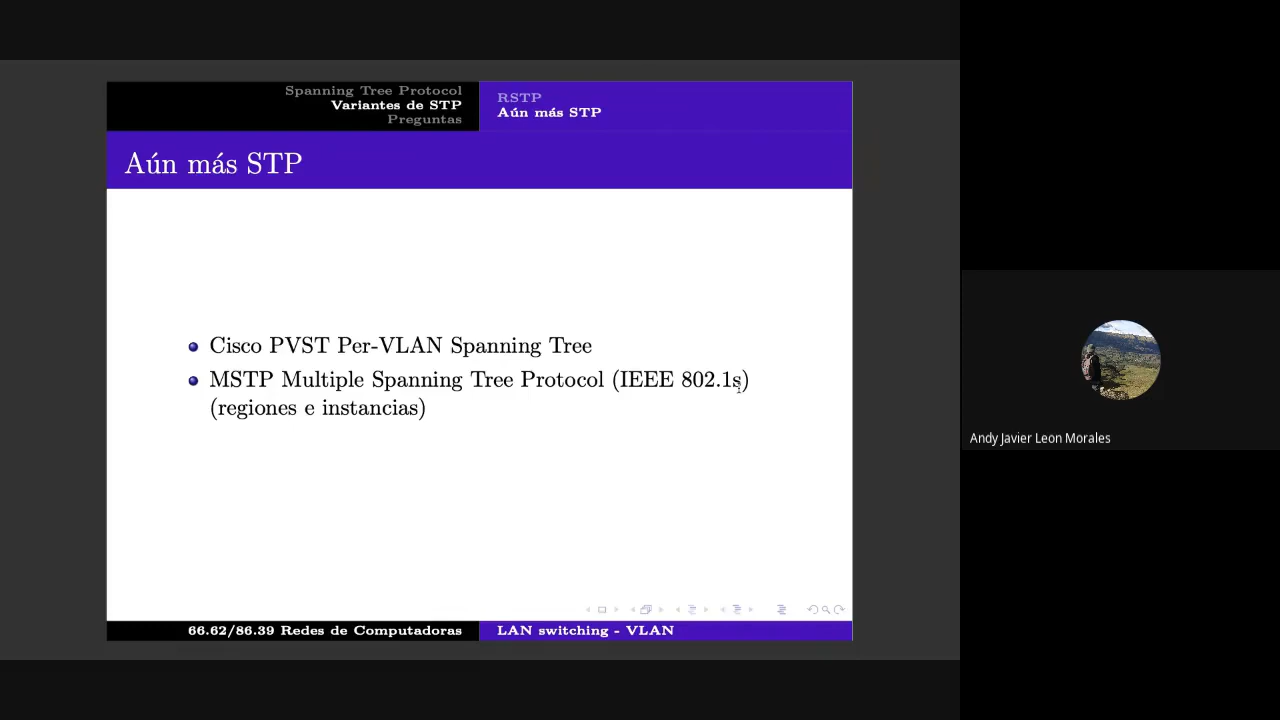 Spanning Tree Protocol
Variantes de STP
Preguntas
RSTP
Aún más STP
Aún más STP
Cisco PVST Per-VLAN Spanning Tree
MSTP Multiple Spanning Tree Protocol (IEEE 802.1s)
(regiones e instancias)
66.62/86.39 Redes de Computadoras
LAN switching - VLAN
Andy Javier Leon Morales